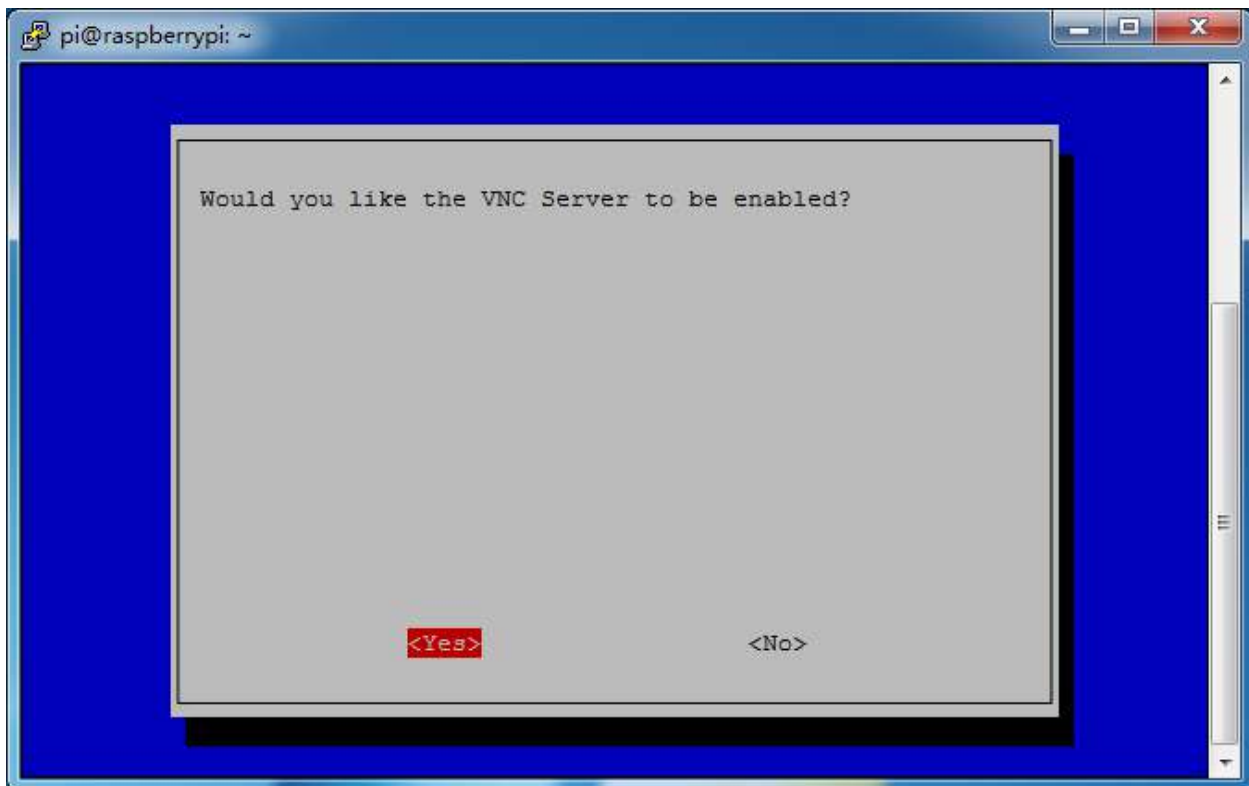 pi@raspberrypi: ~
Would you like the VNC Server to be enabled?
<Yes> <No>